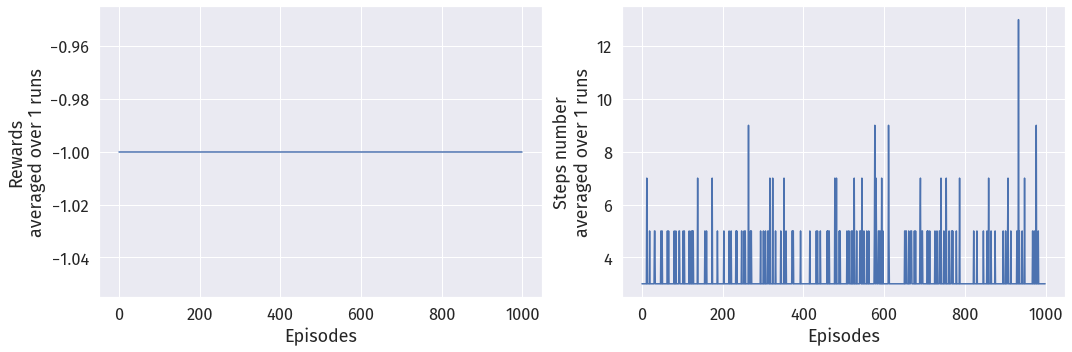 Rewards
averaged over 1 runs
−0.96
−0.98
−1.00
−1.02
−1.04
0 200 400 600 800 1000
Episodes
Steps number
averaged over 1 runs
12
10
8
6
4
0 200 400 600 800 1000
Episodes